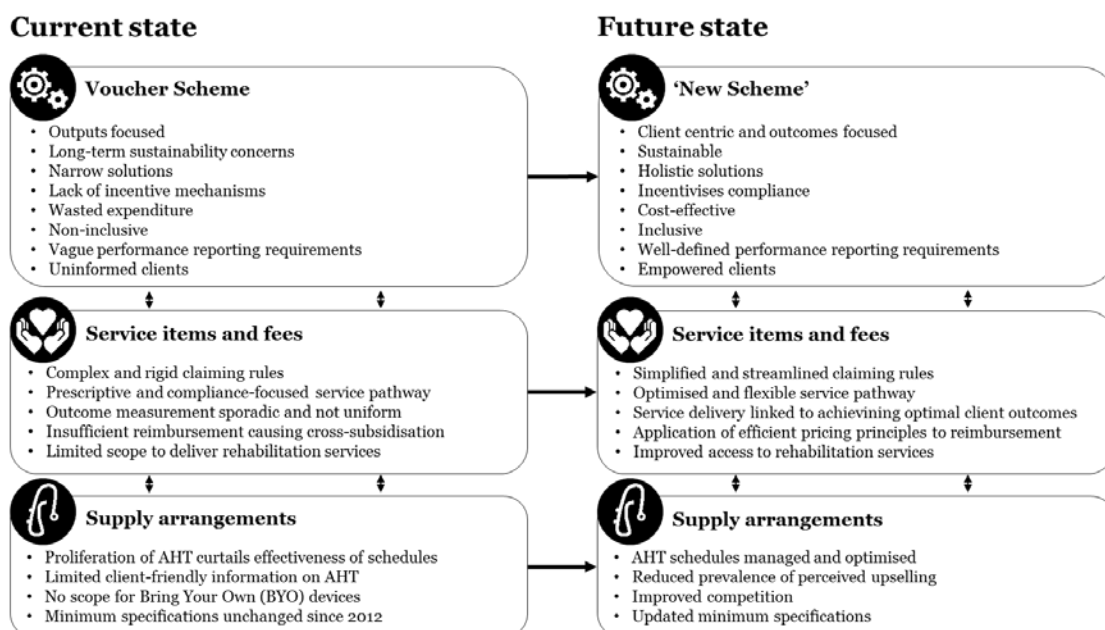 Current state
Future state
Voucher Scheme
• Outputs focused
• Long-term sustainability concerns
• Narrow solutions
• Lack of incentive mechanisms
• Wasted expenditure
• Non-inclusive
• Vague performance reporting requirements
• Uninformed clients
‘New Scheme’
• Client centric and outcomes focused
• Sustainable
• Holistic solutions
• Incentivises compliance
• Cost-effective
• Inclusive
• Well-defined performance reporting requirements
• Empowered clients
Service items and fees
• Complex and rigid claiming rules
• Prescriptive and compliance-focused service pathway
• Outcome measurement sporadic and not uniform
• Insufficient reimbursement causing cross-subsidisation
• Limited scope to deliver rehabilitation services
Service items and fees
• Simplified and streamlined claiming rules
• Optimised and flexible service pathway
• Service delivery linked to achievining optimal client outcomes
• Application of efficient pricing principles to reimbursement
• Improved access to rehabilitation services
Supply arrangements
• Proliferation of AHT curtails effectiveness of schedules
• Limited client-friendly information on AHT
• No scope for Bring Your Own (BYO) devices
• Minimum specifications unchanged since 2012
Supply arrangements
• AHT schedules managed and optimised
• Reduced prevalence of perceived upselling
• Improved competition
• Updated minimum specifications